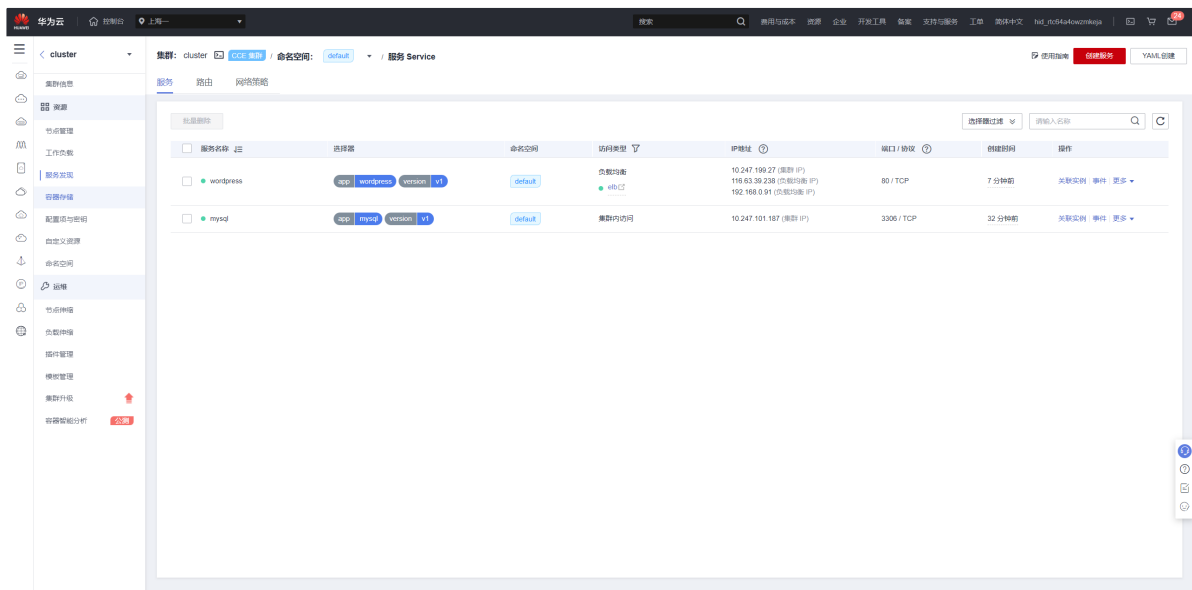 HUAWEI 华为云 控制台 上海一 搜索 费用与成本 资源 企业 开发工具 备案 支持与服务 工单 简体中文 hid_rtc64a4owzmkeja 24
cluster
集群: cluster CCE 集群 / 命名空间: default / 服务 Service
使用指南 创建服务 YAML创建
服务 路由 网络策略
集群信息
资源
节点管理
工作负载
服务发现
容器存储
配置项与密钥
自定义资源
命名空间
运维
节点伸缩
负载伸缩
插件管理
模板管理
集群升级
容器智能分析 公测
批量删除 选择器过滤 请输入名称
服务名称 选择器 命名空间 访问类型 IP地址 端口 / 协议 创建时间 操作
wordpress app wordpress version v1 default 负载均衡 elb 10.247.199.27 (集群 IP) 80 / TCP 7 分钟前 关联实例 事件 更多
116.63.39.238 (负载均衡 IP)
192.168.0.91 (负载均衡 IP)
mysql app mysql version v1 default 集群内访问 10.247.101.187 (集群 IP) 3306 / TCP 32 分钟前 关联实例 事件 更多